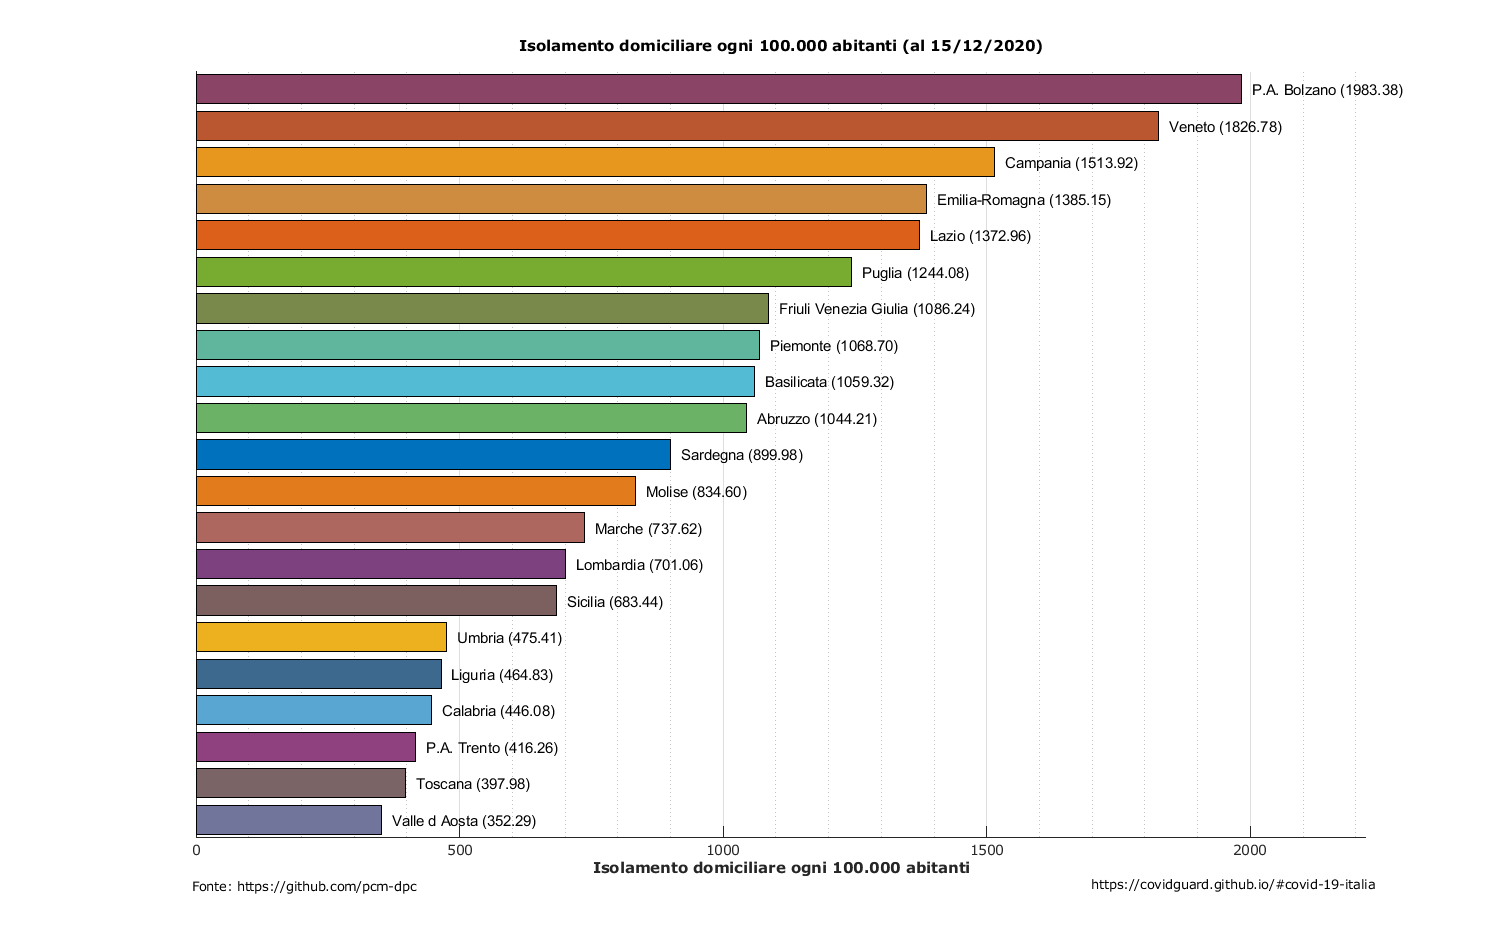 Isolamento domiciliare ogni 100.000 abitanti (al 15/12/2020)
P.A. Bolzano (1983.38)
Veneto (1826.78)
Campania (1513.92)
Emilia-Romagna (1385.15)
Lazio (1372.96)
Puglia (1244.08)
Friuli Venezia Giulia (1086.24)
Piemonte (1068.70)
Basilicata (1059.32)
Abruzzo (1044.21)
Sardegna (899.98)
Molise (834.60)
Marche (737.62)
Lombardia (701.06)
Sicilia (683.44)
Umbria (475.41)
Liguria (464.83)
Calabria (446.08)
P.A. Trento (416.26)
Toscana (397.98)
Valle d Aosta (352.29)
0 500 1000 1500 2000
Isolamento domiciliare ogni 100.000 abitanti
Fonte: https://github.com/pcm-dpc
https://covidguard.github.io/#covid-19-italia